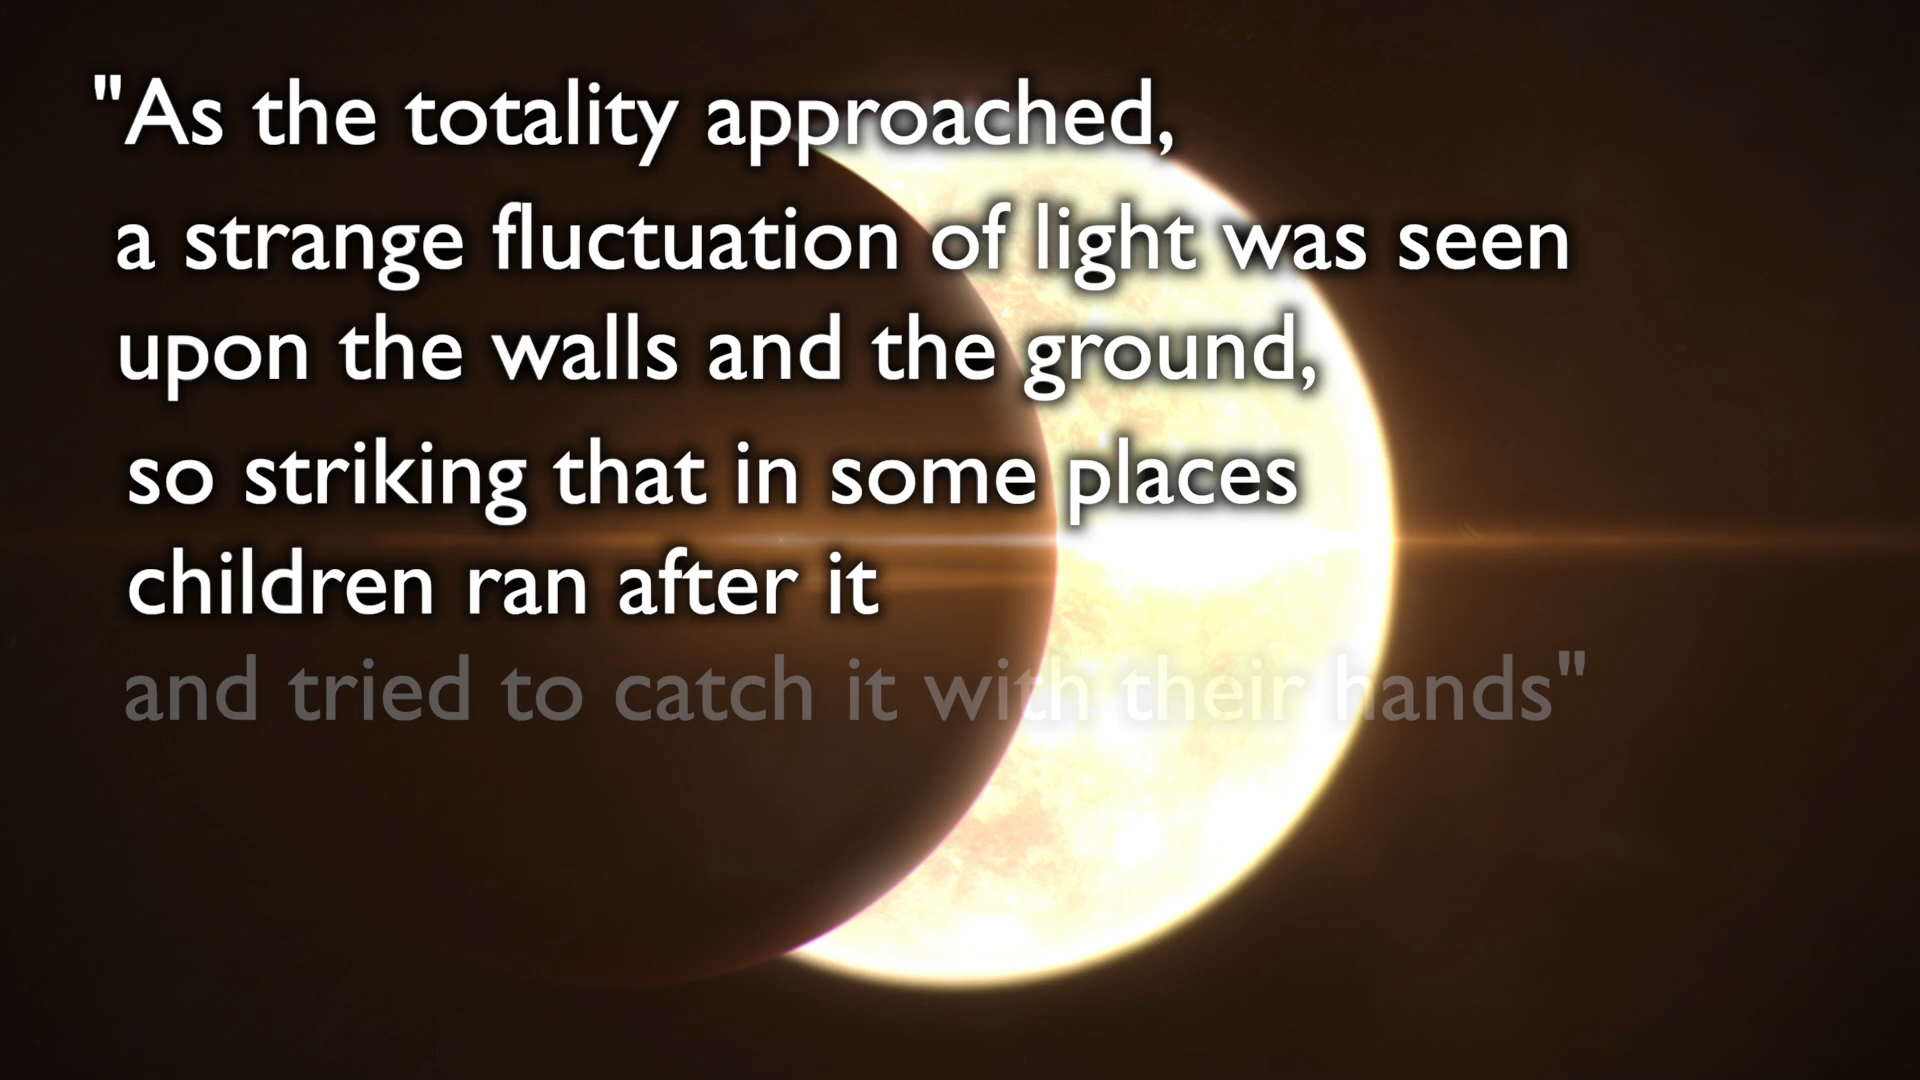 "As the totality approached,
a strange fluctuation of light was seen
upon the walls and the ground,
so striking that in some places
children ran after it
and tried to catch it with their hands"